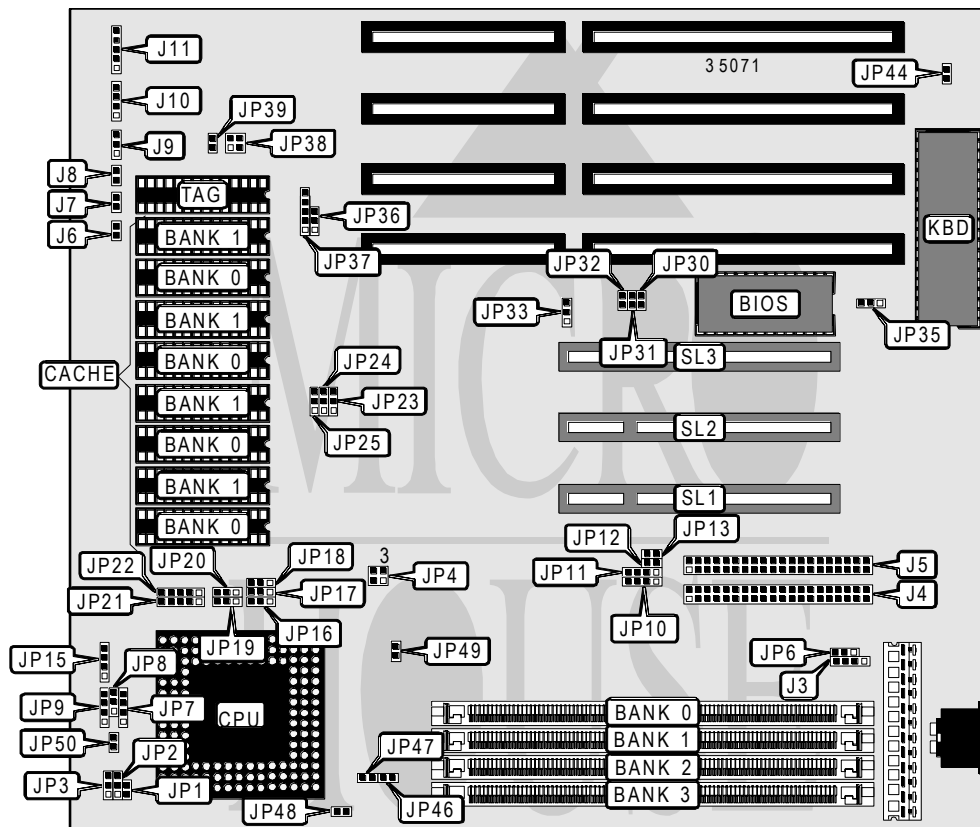 J11
35071
JP44
J10
JP39
JP38
J9
J8
TAG
J7
JP36
J6
BANK 1
KBD
JP37
JP32
JP30
BANK 0
BIOS
JP33
JP35
BANK 1
JP31
SL3
JP24
BANK 0
CACHE
BANK 1
JP23
SL2
JP25
BANK 0
BANK 1
SL1
BANK 0
JP13
JP12
JP20
JP18
3
JP22
JP11
JP4
J5
JP21
JP17
J4
JP19
JP16
JP10
JP15
JP8
JP49
JP6
J3
JP9
JP7
CPU
BANK 0
BANK 1
JP50
JP47
JP2
BANK 2
JP3
JP1
JP46
BANK 3
JP48
MICRO
HOUSE